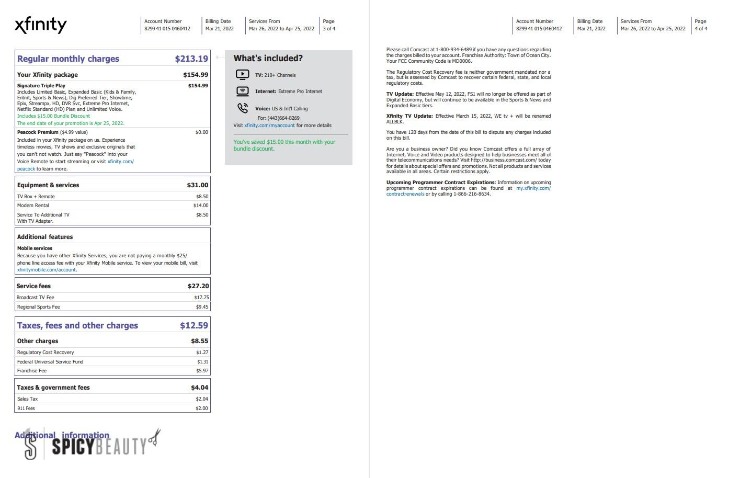 xfinity
Account Number
Billing Date
Services From
Page
8299 41 015 0460412
Mar 21, 2022
Mar 26, 2022 to Apr 25, 2022
3 of 4
Regular monthly charges $213.19
Your Xfinity package $154.99
Signature Triple Play $154.99
Includes Limited Basic, Expanded Basic (Kids & Family,
Entmt, Sports & News), Dig Preferred Tier, Showtime,
Epix, Streampx, HD, DVR Svc, Extreme Pro Internet,
Netflix Standard (HD) Plan and Unlimited Voice.
Includes $15.00 Bundle Discount
The end date of your promotion is Apr 25, 2022.
Peacock Premium ($4.99 value) $0.00
Included in your Xfinity package on us. Experience
timeless movies, TV shows and exclusive originals that
you can't watch. Just say "Peacock" into your
Voice Remote to start streaming or visit xfinity.com/
peacock to learn more.
Equipment & services $31.00
TV Box + Remote $8.50
Modem Rental $14.00
Service To Additional TV $8.50
With TV Adapter.
Additional features
Mobile services
Because you have other Xfinity Services, you are not paying a monthly $25/
phone line access fee with your Xfinity Mobile service. To view your mobile bill, visit
xfinitymobile.com/account.
Service fees $27.20
Broadcast TV Fee $17.75
Regional Sports Fee $9.45
Taxes, fees and other charges $12.59
Other charges $8.55
Regulatory Cost Recovery $1.27
Federal Universal Service Fund $1.31
Franchise Fee $5.97
Taxes & government fees $4.04
Sales Tax $2.04
911 Fees $2.00
Additional information
SPICYBEAUTY
What's included?
TV: 210+ Channels
Internet: Extreme Pro Internet
Voice:
For: (443)664-0269
Visit xfinity.com/myaccount for more details
You've saved $15.00 this month with your
bundle discount.
Account Number
Billing Date
Services From
Page
8299 41 015 0460412
Mar 21, 2022
Mar 26, 2022 to Apr 25, 2022
4 of 4
Please call Comcast at 1-800-934-6489 if you have any questions regarding
the charges billed to your account. Franchise Authority: Town of Ocean City.
Your FCC Community Code is MD0006.
The Regulatory Cost Recovery fee is neither government mandated nor a
tax, but is assessed by Comcast to recover certain federal, state, and local
regulatory costs.
TV Update: Effective May 12, 2022, FS1 will no longer be offered as part of
Digital Economy, but will continue to be available in the Sports & News and
Expanded Basic tiers.
Xfinity TV Update: Effective March 15, 2022, WE tv + will be renamed
ALLBLK.
You have 120 days from the date of this bill to dispute any charges included
on this bill.
Are you a business owner? Did you know Comcast offers a full array of
Internet, Voice and Video products designed to help businesses meet all of
their telecommunications needs? Visit http://business.comcast.com/ today
for details about special offers and promotions. Not all products and services
available in all areas. Certain restrictions apply.
Upcoming Programmer Contract Expirations: Information on upcoming
programmer contract expirations can be found at my.xfinity.com/
contractrenewals or by calling 1-866-216-8634.